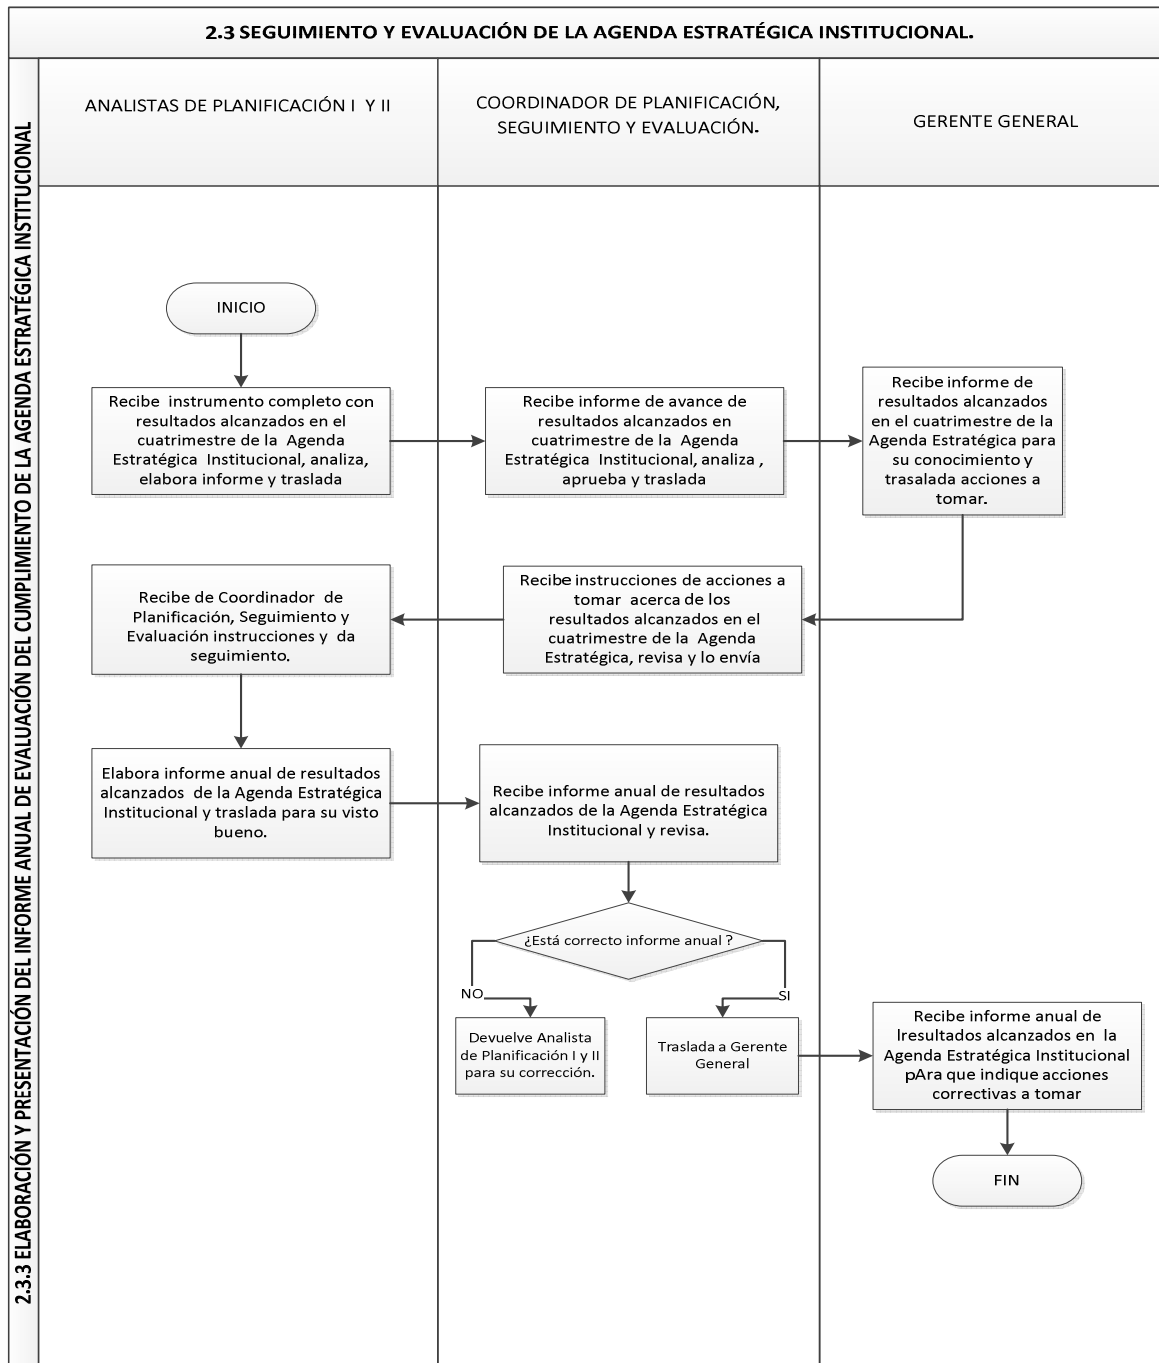 2.3 SEGUIMIENTO Y EVALUACIÓN DE LA AGENDA ESTRATÉGICA INSTITUCIONAL.
2.3.3 ELABORACIÓN Y PRESENTACIÓN DEL INFORME ANUAL DE EVALUACIÓN DEL CUMPLIMIENTO DE LA AGENDA ESTRATÉGICA INSTITUCIONAL
ANALISTAS DE PLANIFICACIÓN I Y II
COORDINADOR DE PLANIFICACIÓN,
SEGUIMIENTO Y EVALUACIÓN.
GERENTE GENERAL
INICIO
Recibe instrumento completo con
resultados alcanzados en el
cuatrimestre de la Agenda
Estratégica Institucional, analiza,
elabora informe y traslada
Recibe informe de avance de
resultados alcanzados en
cuatrimestre de la Agenda
Estratégica Institucional, analiza ,
aprueba y traslada
Recibe informe de
resultados alcanzados
en el cuatrimestre de la
Agenda Estratégica para
su conocimiento y
trasalada acciones a
tomar.
Recibe instrucciones de acciones a
tomar acerca de los
resultados alcanzados en el
cuatrimestre de la Agenda
Estratégica, revisa y lo envía
Recibe de Coordinador de
Planificación, Seguimiento y
Evaluación instrucciones y da
seguimiento.
Elabora informe anual de resultados
alcanzados de la Agenda Estratégica
Institucional y traslada para su visto
bueno.
Recibe informe anual de resultados
alcanzados de la Agenda Estratégica
Institucional y revisa.
¿Está correcto informe anual ?
NO
SI
Devuelve Analista
de Planificación I y II
para su corrección.
Traslada a Gerente
General
Recibe informe anual de
lresultados alcanzados en la
Agenda Estratégica Institucional
pAra que indique acciones
correctivas a tomar
FIN